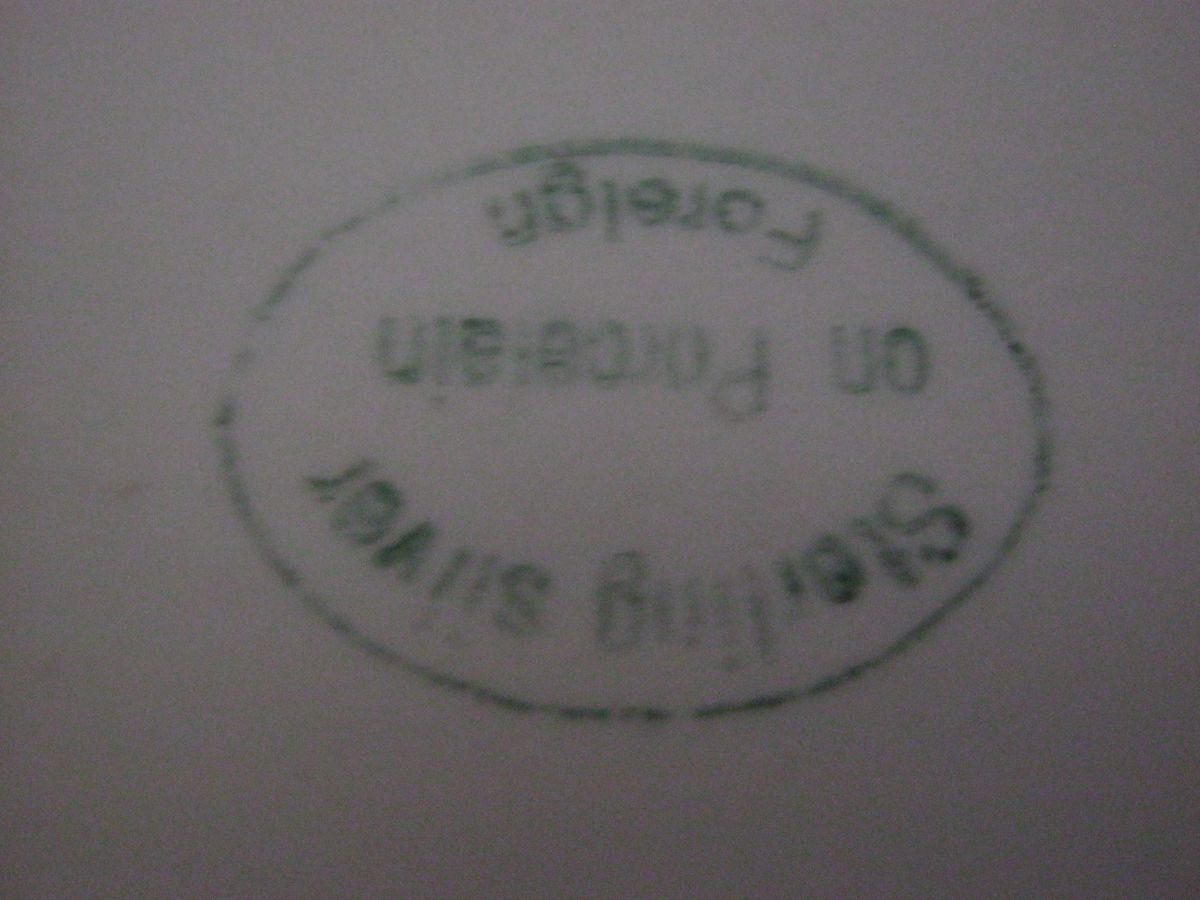 Sterling silver
on Porcelain
Foreign